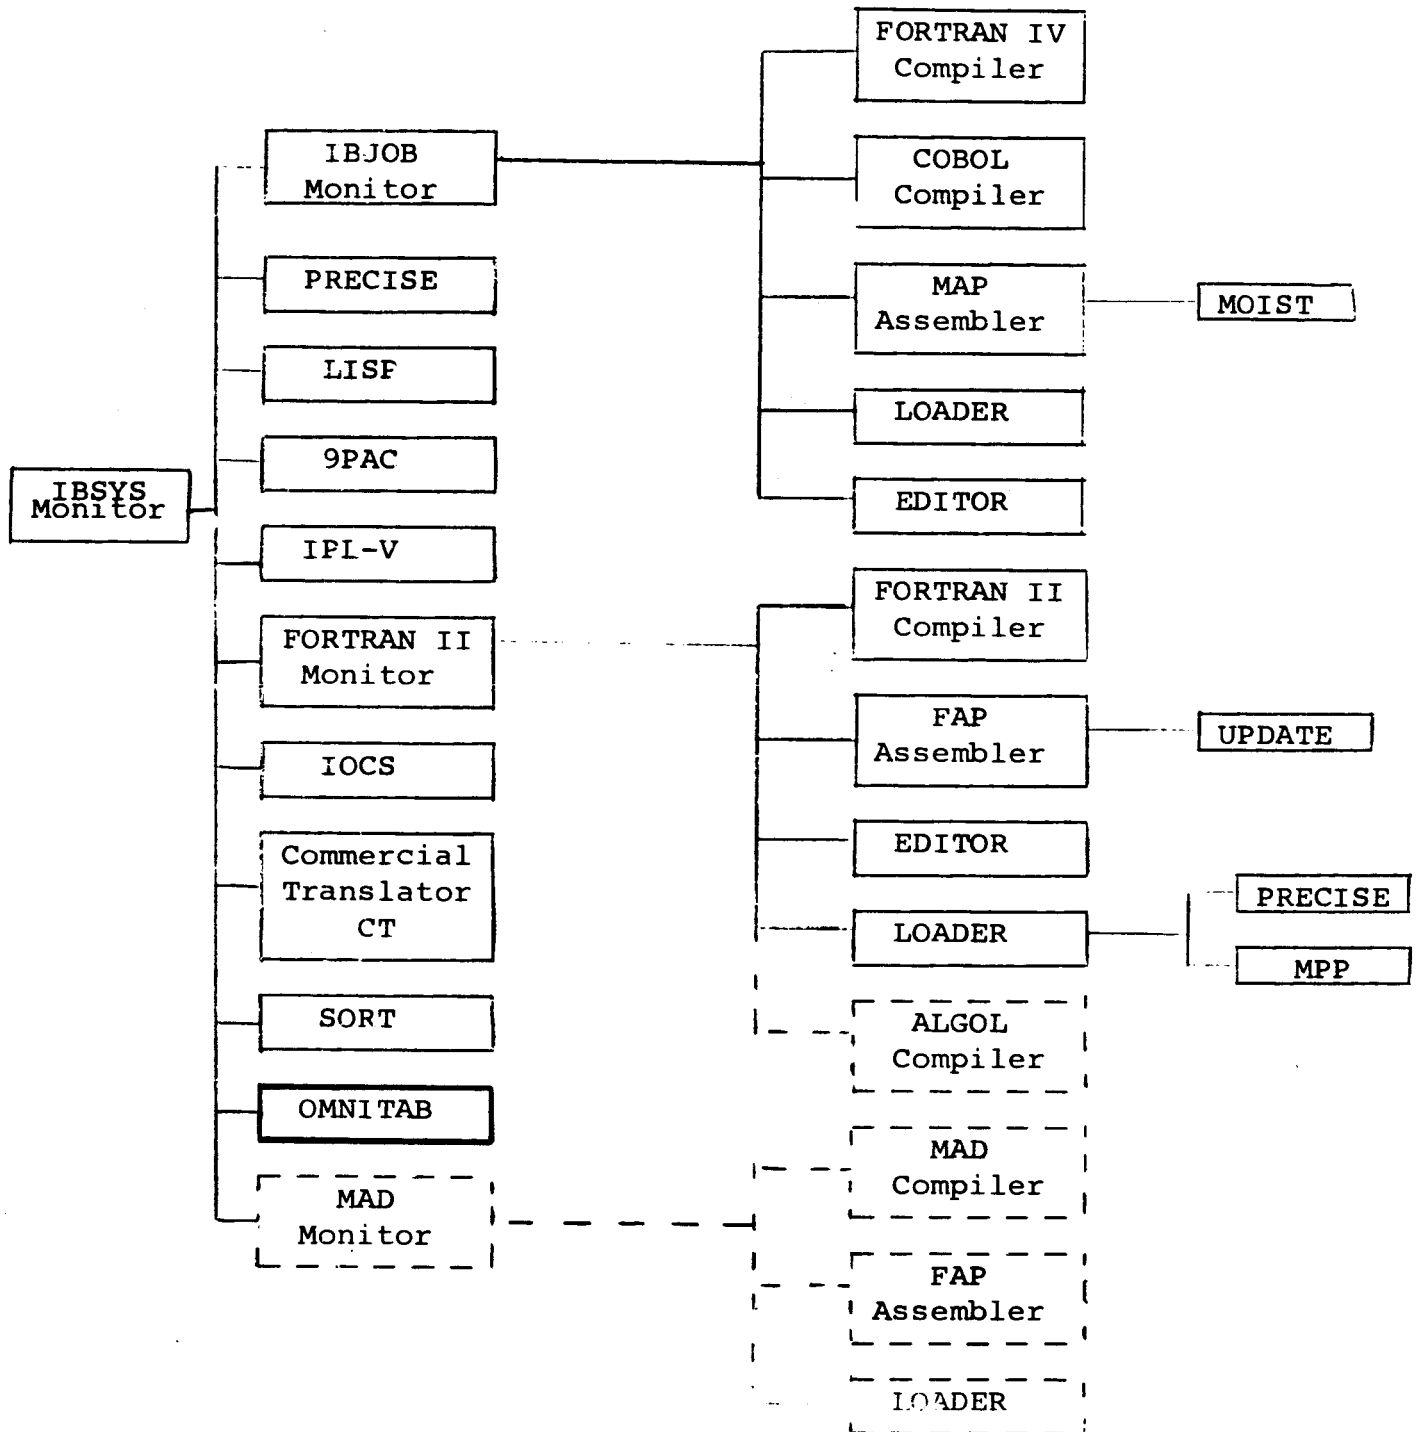 IBSYS
Monitor
IBJOB
Monitor
PRECISE
LISP
9PAC
IPL-V
FORTRAN II
Monitor
IOCS
Commercial
Translator
CT
SORT
OMNITAB
MAD
Monitor
FORTRAN IV
Compiler
COBOL
Compiler
MAP
Assembler
LOADER
EDITOR
FORTRAN II
Compiler
FAP
Assembler
EDITOR
LOADER
ALGOL
Compiler
MAD
Compiler
FAP
Assembler
LOADER
MOIST
UPDATE
PRECISE
MPP